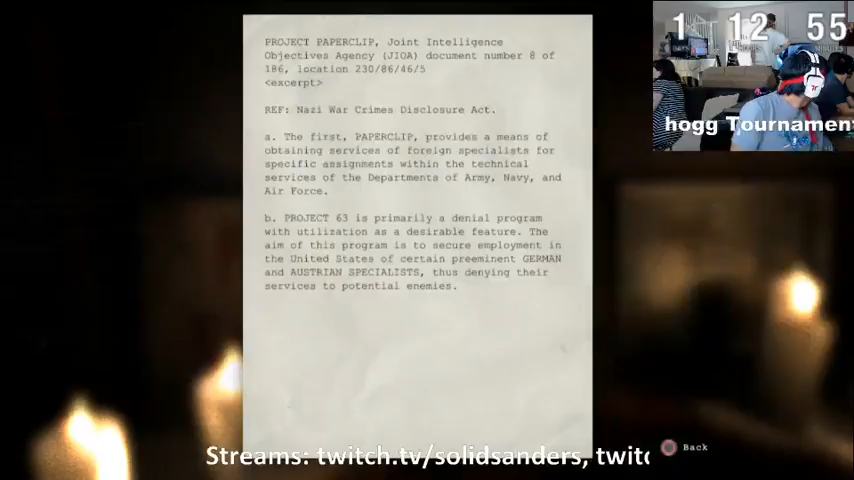 PROJECT PAPERCLIP, Joint Intelligence
Objectives Agency (JIOA) document number 8 of
186, location 230/86/46/5
<excerpt>
REF: Nazi War Crimes Disclosure Act.
a. The first, PAPERCLIP, provides a means of
obtaining services of foreign specialists for
specific assignments within the technical
services of the Departments of Army, Navy, and
Air Force.
b. PROJECT 63 is primarily a denial program
with utilization as a desirable feature. The
aim of this program is to secure employment in
the United States of certain preeminent GERMAN
and AUSTRIAN SPECIALISTS, thus denying their
services to potential enemies.
1 12 55
DAYS HOURS MINUTES
hogg Tournamen
Back
Streams: twitch.tv/solidsanders, twitc